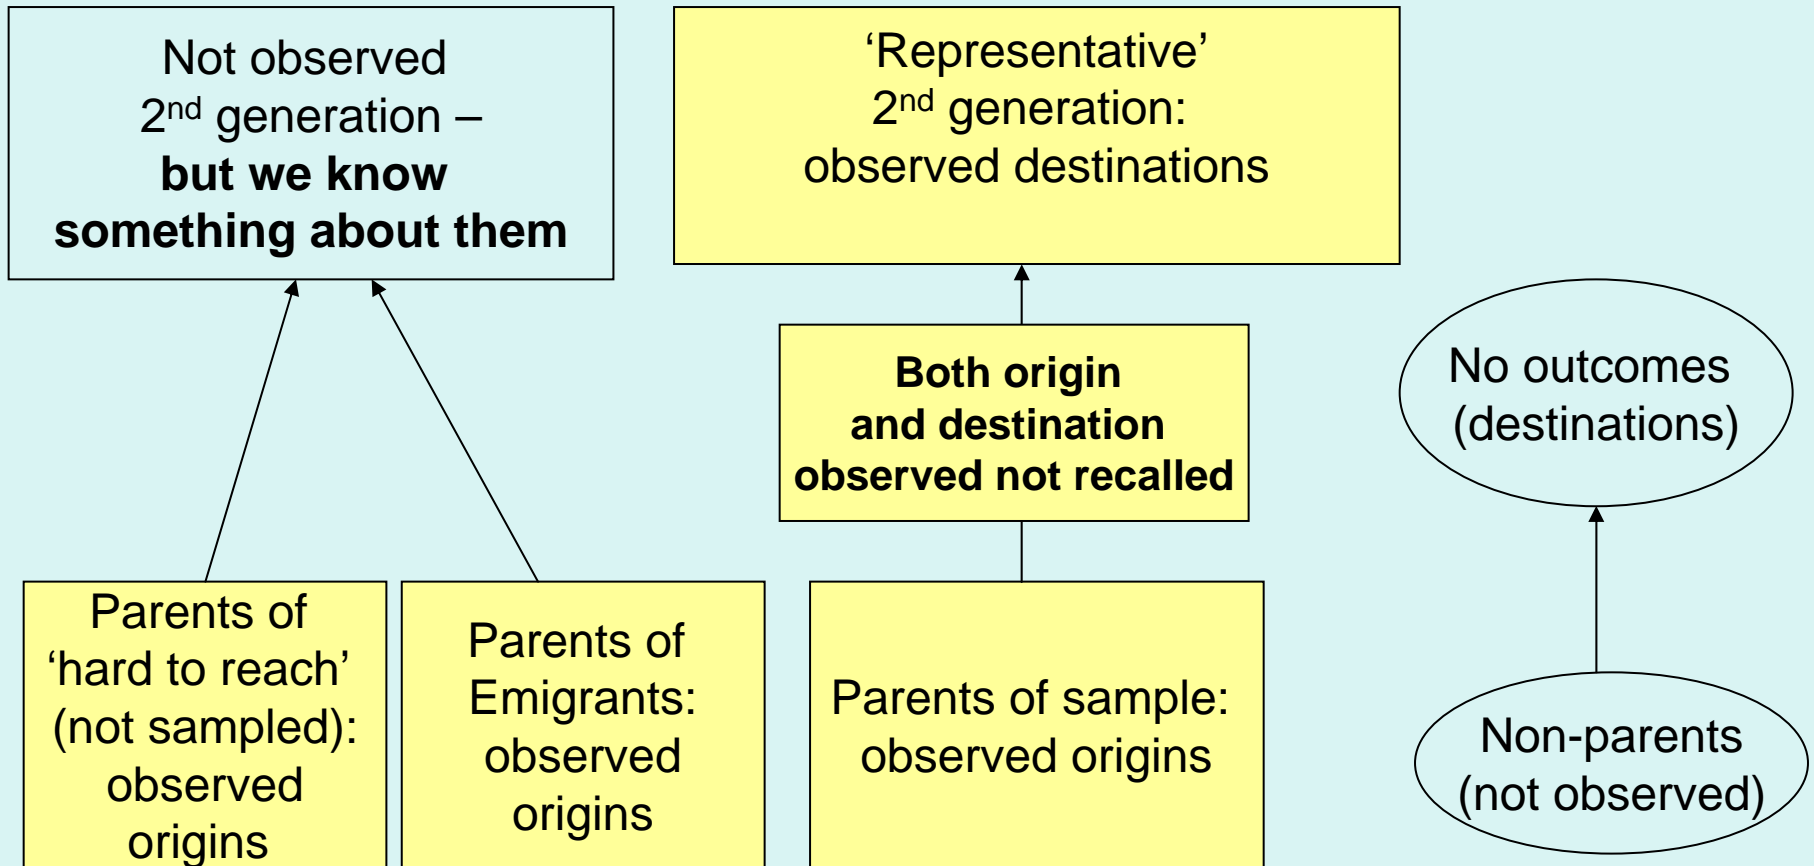 Not observed
2nd generation –
but we know
something about them
‘Representative’
2nd generation:
observed destinations
Both origin
and destination
observed not recalled
No outcomes
(destinations)
Parents of
‘hard to reach’
(not sampled):
observed
origins
Parents of
Emigrants:
observed
origins
Parents of sample:
observed origins
Non-parents
(not observed)